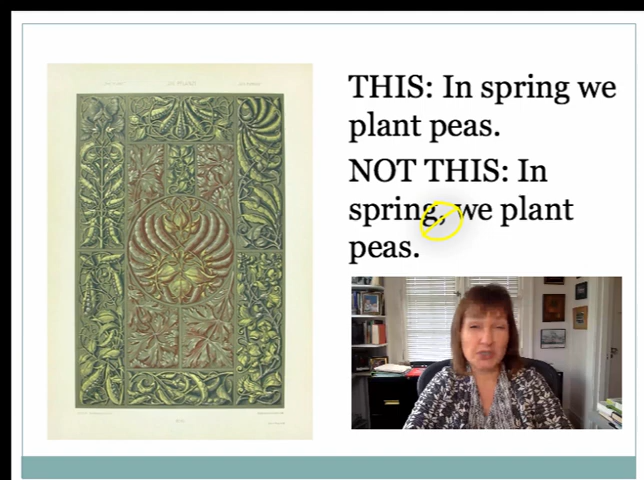 THIS: In spring we
plant peas.
NOT THIS: In
spring, we plant
peas.